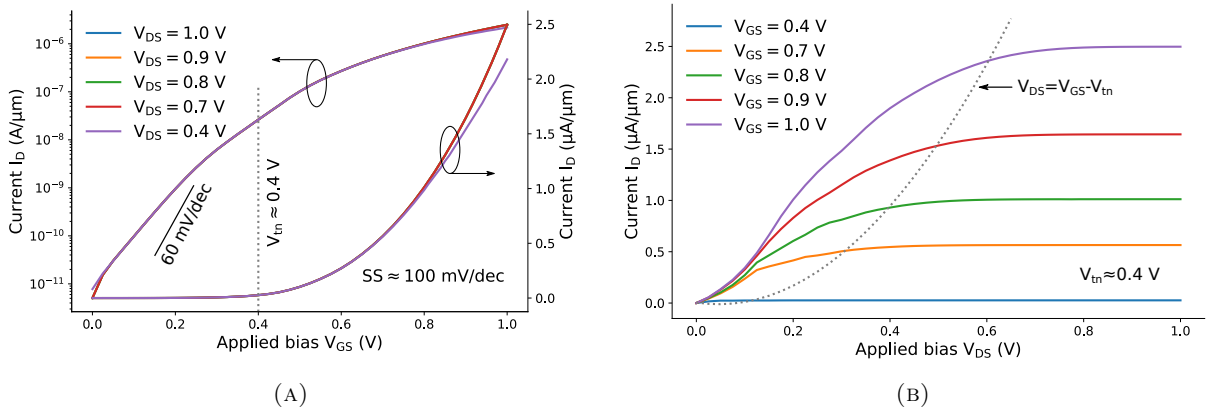 V_DS = 1.0 V
V_DS = 0.9 V
V_DS = 0.8 V
V_DS = 0.7 V
V_DS = 0.4 V
Current I_D (A/μm)
10⁻⁶
10⁻⁷
10⁻⁸
10⁻⁹
10⁻¹⁰
10⁻¹¹
60 mV/dec
V_tn ≈ 0.4 V
SS ≈ 100 mV/dec
2.5
2.0
1.5
1.0
0.5
0.0
Current I_D (μA/μm)
0.0 0.2 0.4 0.6 0.8 1.0
Applied bias V_GS (V)
(A)
V_GS = 0.4 V
V_GS = 0.7 V
V_GS = 0.8 V
V_GS = 0.9 V
V_GS = 1.0 V
V_DS=V_GS-V_tn
V_tn≈0.4 V
Current I_D (μA/μm)
2.5
2.0
1.5
1.0
0.5
0.0
0.0 0.2 0.4 0.6 0.8 1.0
Applied bias V_DS (V)
(B)